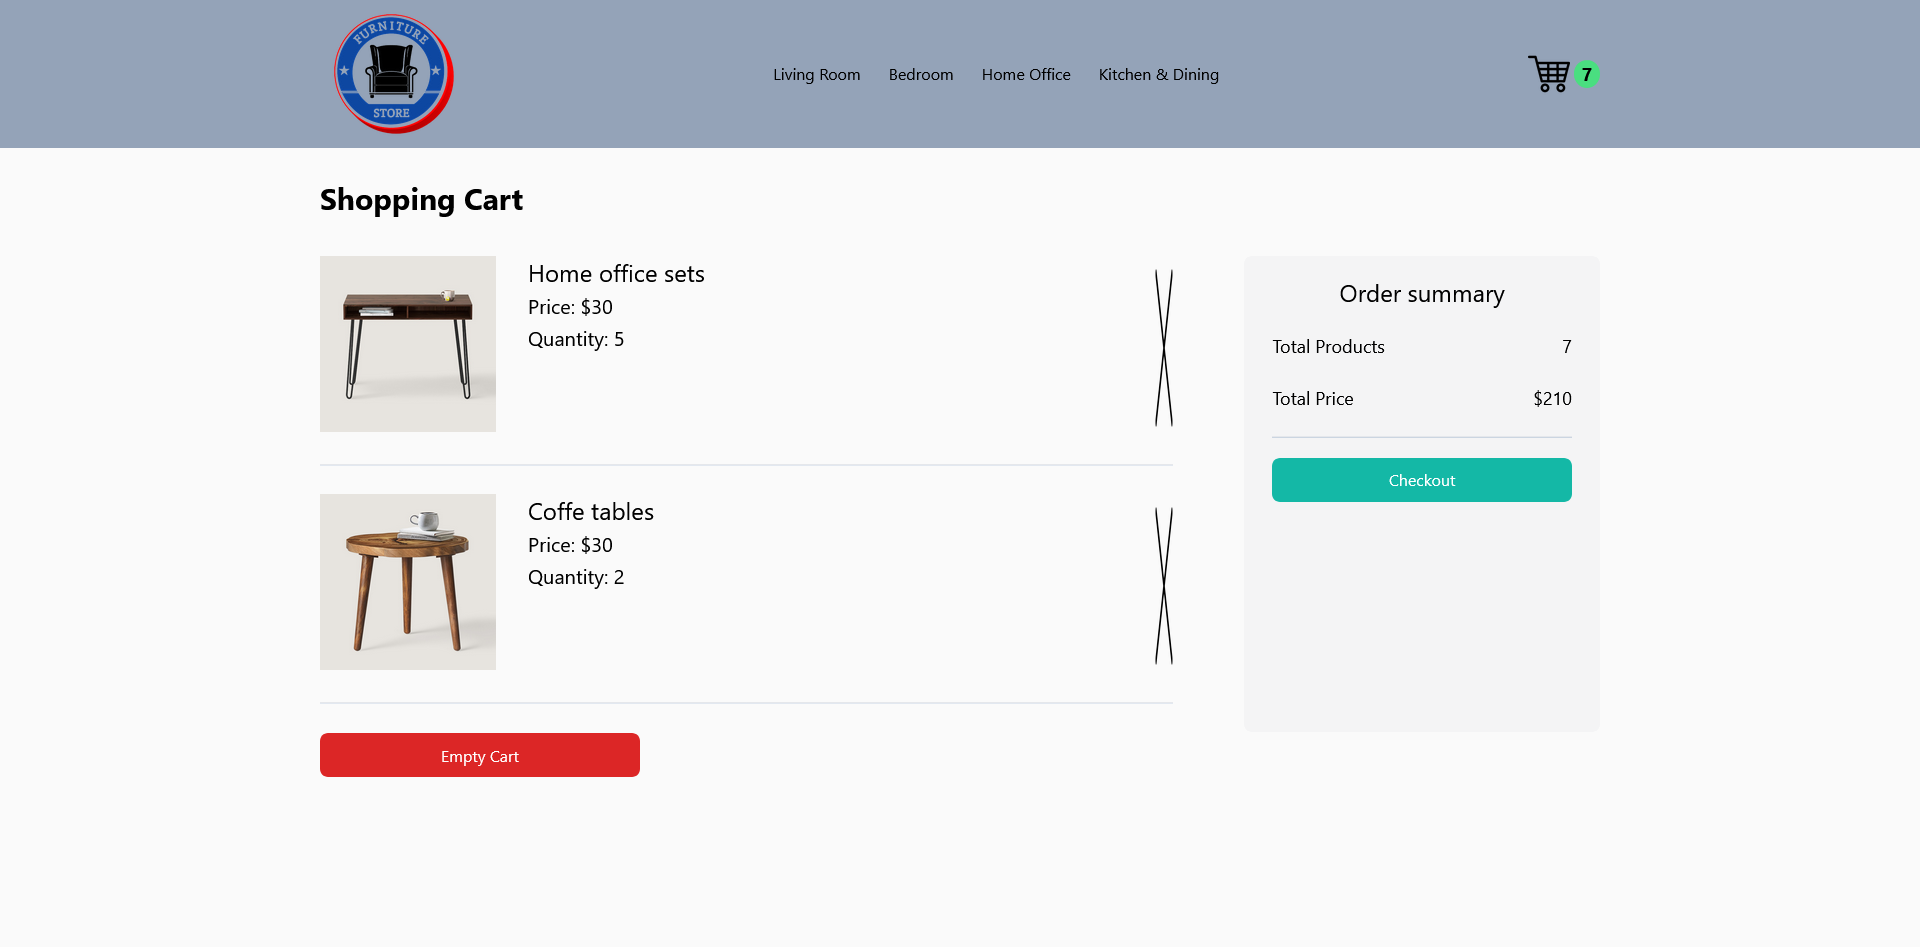 FURNITURE
STORE
Living Room
Bedroom
Home Office
Kitchen & Dining
7
Shopping Cart
Home office sets
Price: $30
Quantity: 5
Coffe tables
Price: $30
Quantity: 2
Empty Cart
Order summary
Total Products 7
Total Price $210
Checkout